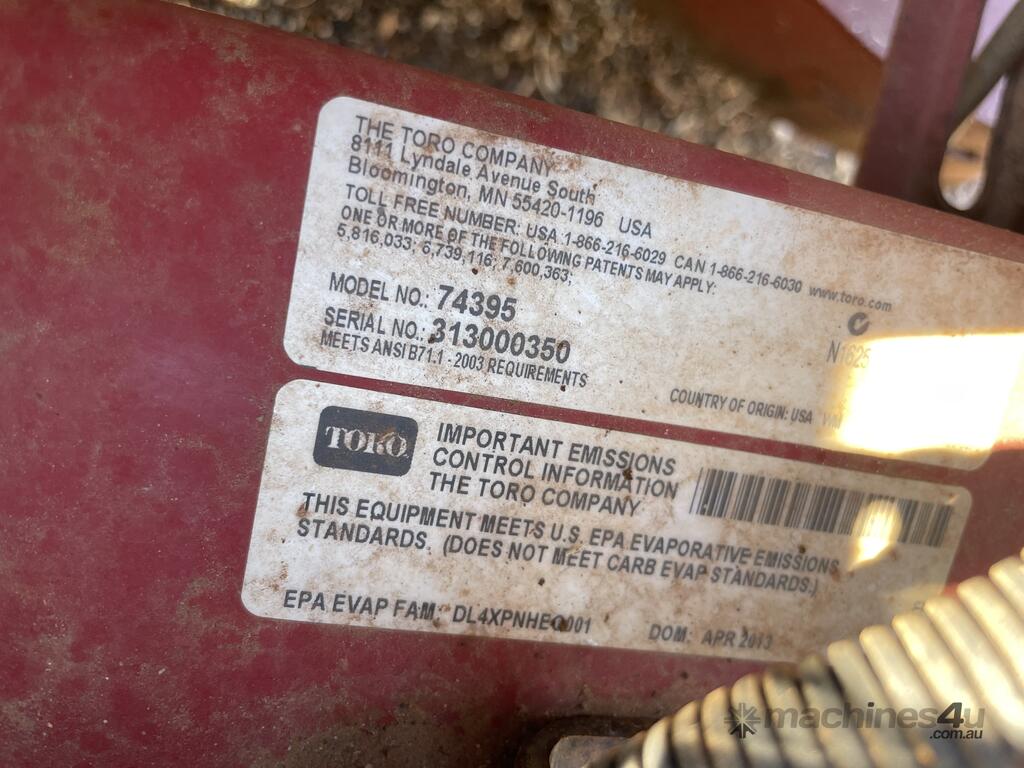 THE TORO COMPANY
8111 Lyndale Avenue South
Bloomington, MN 55420-1196 USA
TOLL FREE NUMBER: USA 1-866-216-6029 CAN 1-866-216-6030 www.toro.com
ONE OR MORE OF THE FOLLOWING PATENTS MAY APPLY:
5,816,033; 6,739,116; 7,600,363;
MODEL NO.: 74395
SERIAL NO.: 313000350
N1625
MEETS ANSI B71.1 - 2003 REQUIREMENTS
COUNTRY OF ORIGIN: USA
TORO.
IMPORTANT EMISSIONS
CONTROL INFORMATION
THE TORO COMPANY
THIS EQUIPMENT MEETS U.S. EPA EVAPORATIVE EMISSIONS
STANDARDS. (DOES NOT MEET CARB EVAP STANDARDS.)
EPA EVAP FAM: DL4XPNHEQ001 DOM: APR 2013
machines4u
.com.au